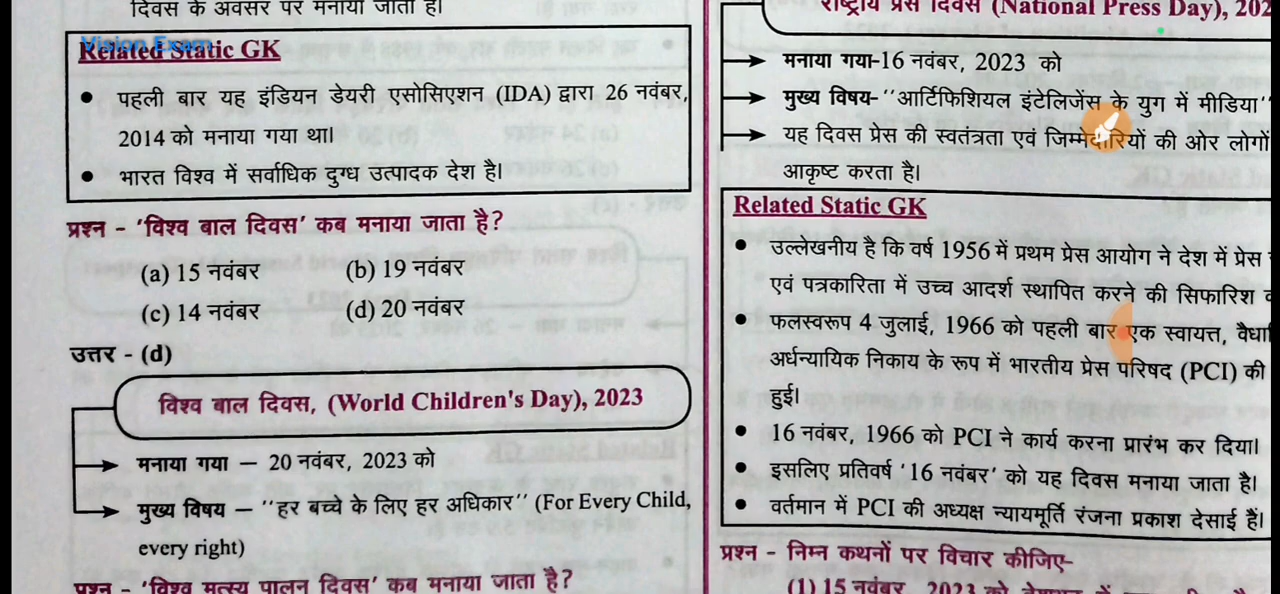 दिवस के अवसर पर मनाया जाता है।
Vision Exam
Related Static GK
● पहली बार यह इंडियन डेयरी एसोसिएशन (IDA) द्वारा 26 नवंबर,
2014 को मनाया गया था।
● भारत विश्व में सर्वाधिक दुग्ध उत्पादक देश है।
प्रश्न - 'विश्व बाल दिवस' कब मनाया जाता है?
(a) 15 नवंबर (b) 19 नवंबर
(c) 14 नवंबर (d) 20 नवंबर
उत्तर - (d)
विश्व बाल दिवस, (World Children's Day), 2023
मनाया गया – 20 नवंबर, 2023 को
मुख्य विषय – ''हर बच्चे के लिए हर अधिकार'' (For Every Child,
every right)
प्रश्न - 'विश्व मत्स्य पालन दिवस' कब मनाया जाता है?
राष्ट्रीय प्रेस दिवस (National Press Day), 202
मनाया गया-16 नवंबर, 2023 को
मुख्य विषय-''आर्टिफिशियल इंटेलिजेंस के युग में मीडिया''
यह दिवस प्रेस की स्वतंत्रता एवं जिम्मेदारियों की ओर लोगों
आकृष्ट करता है।
Related Static GK
● उल्लेखनीय है कि वर्ष 1956 में प्रथम प्रेस आयोग ने देश में प्रेस
एवं पत्रकारिता में उच्च आदर्श स्थापित करने की सिफारिश
● फलस्वरूप 4 जुलाई, 1966 को पहली बार एक स्वायत्त,
अर्धन्यायिक निकाय के रूप में भारतीय प्रेस परिषद (PCI) की
हुई।
● 16 नवंबर, 1966 को PCI ने कार्य करना प्रारंभ कर दिया।
● इसलिए प्रतिवर्ष '16 नवंबर' को यह दिवस मनाया जाता है।
● वर्तमान में PCI की अध्यक्ष न्यायमूर्ति रंजना प्रकाश देसाई हैं।
प्रश्न - निम्न कथनों पर विचार कीजिए-
(1) 15 नवंबर, 2023 को